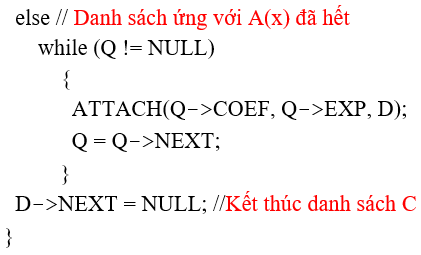 else // Danh sách ứng với A(x) đã hết
while (Q != NULL)
{
ATTACH(Q−>COEF, Q−>EXP, D);
Q = Q−>NEXT;
}
D−>NEXT = NULL; //Kết thúc danh sách C
}